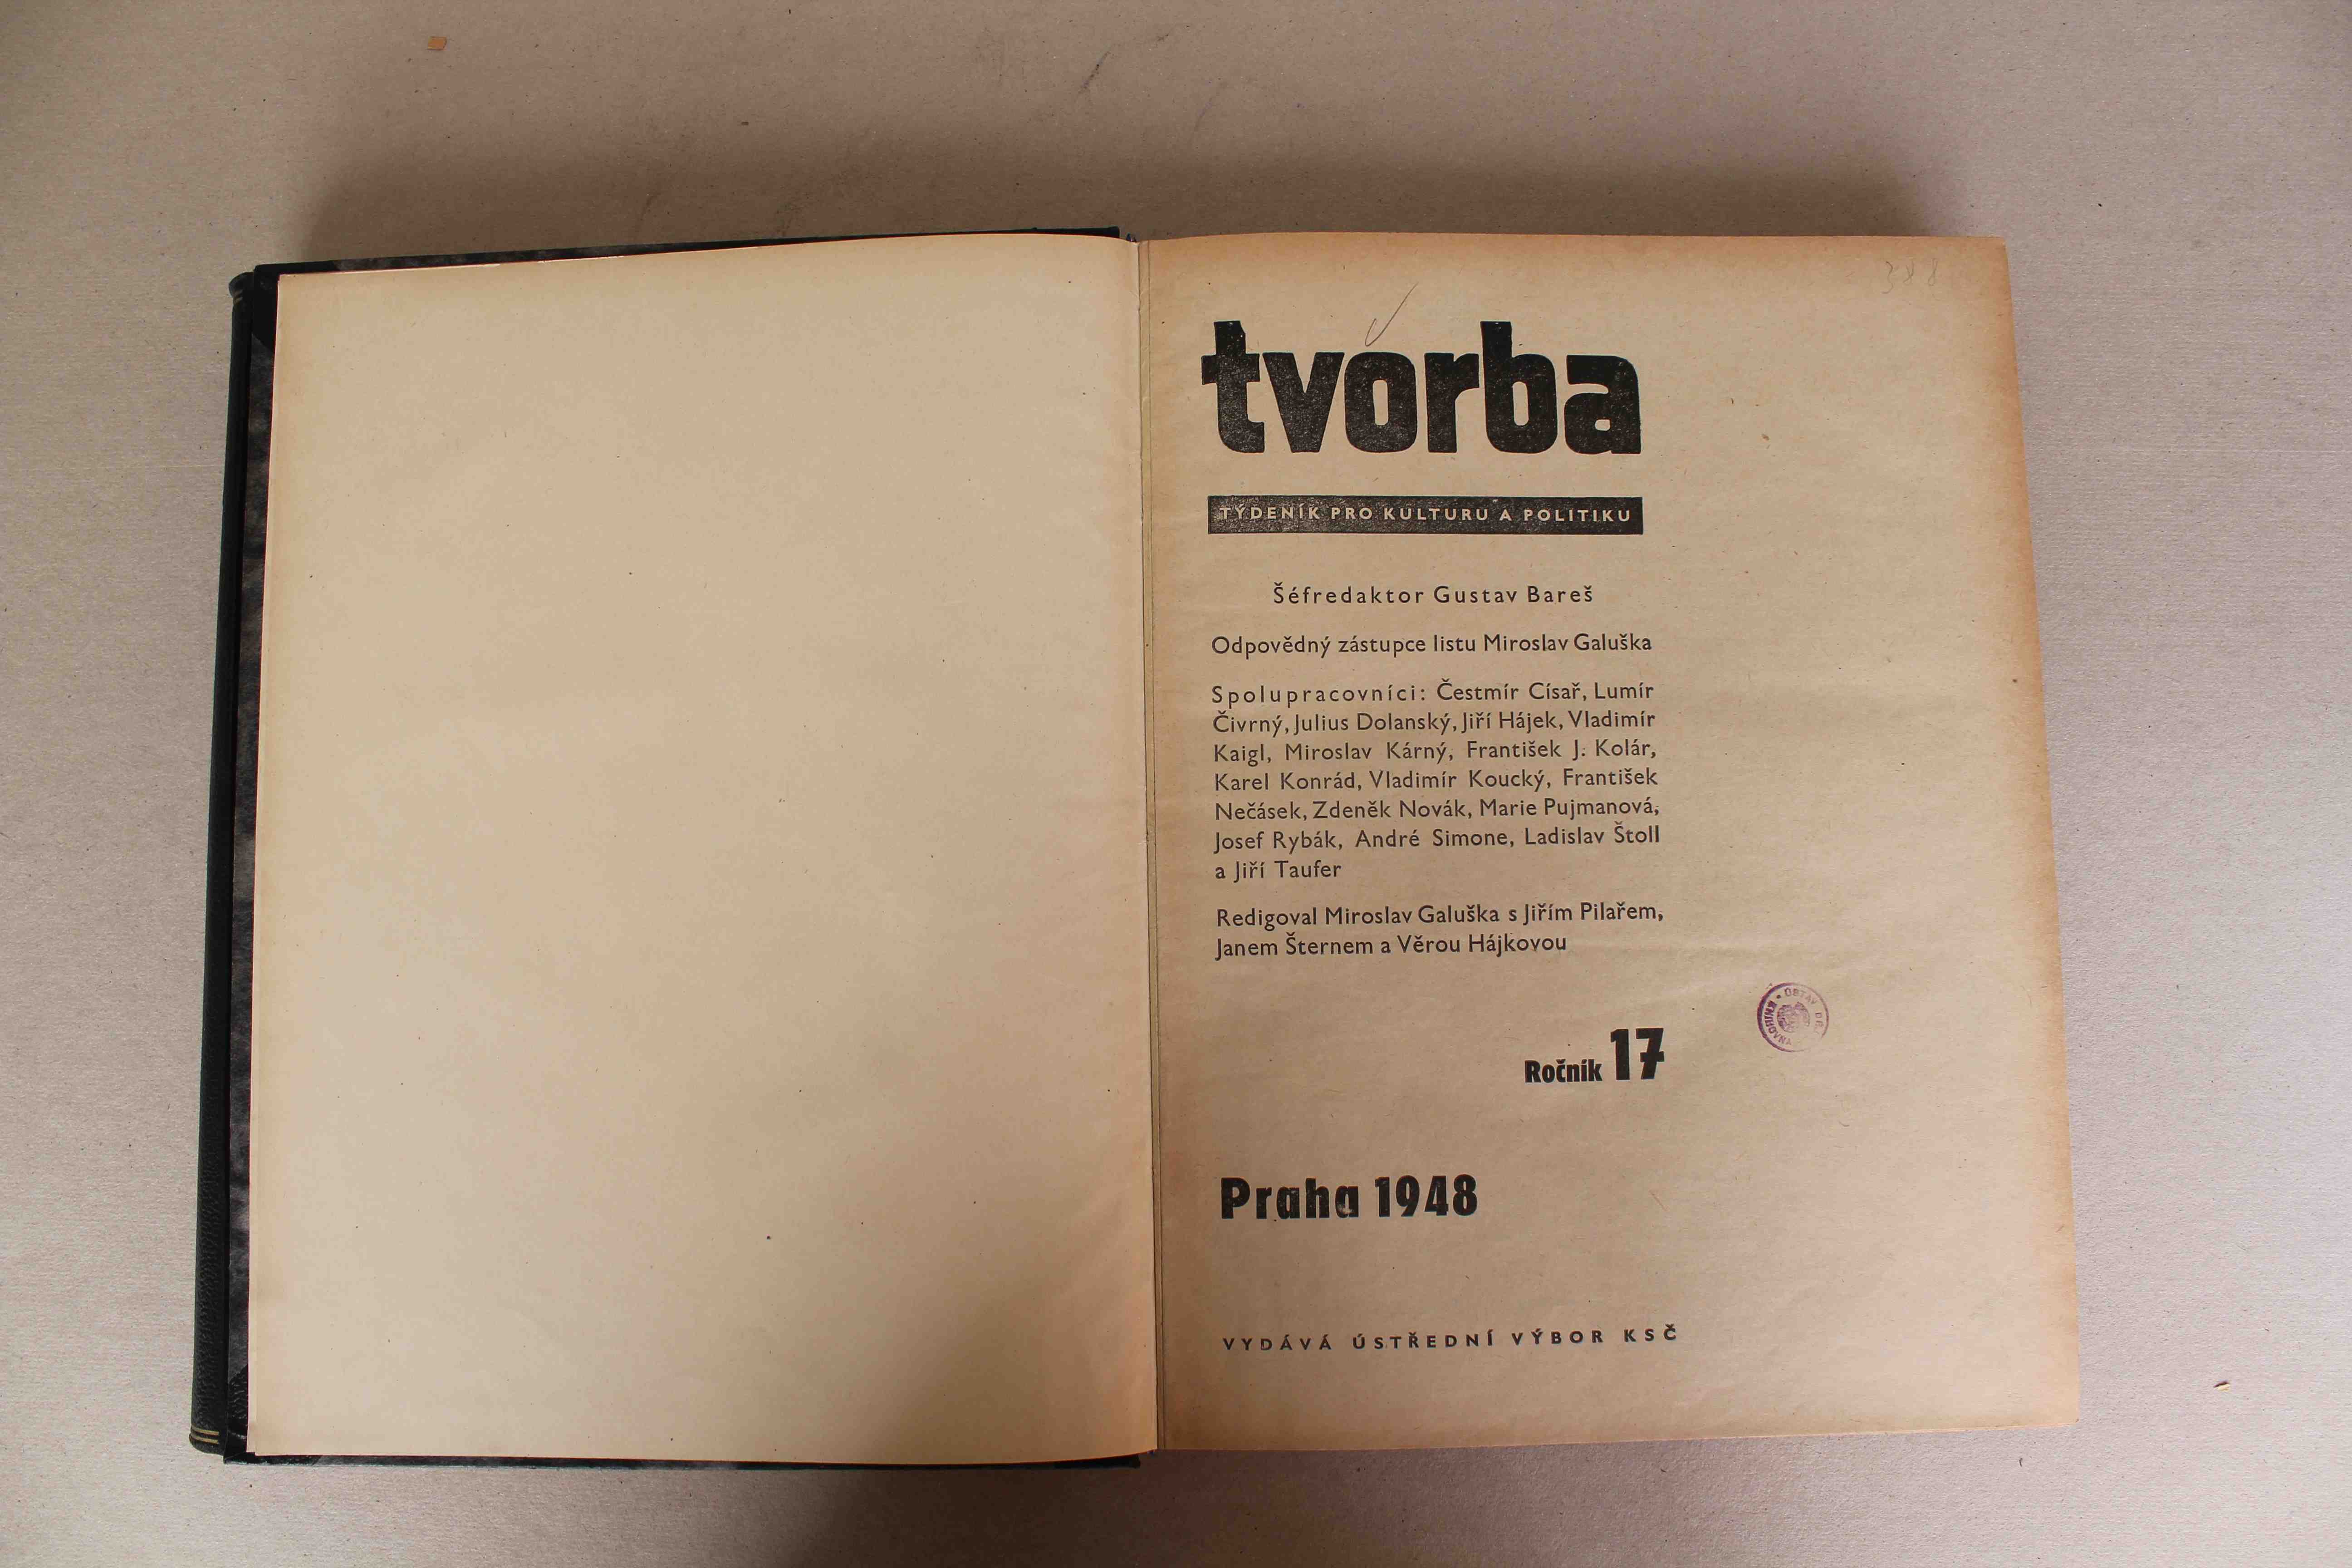 388
tvorba
TÝDENÍK PRO KULTURU A POLITIKU
Šéfredaktor Gustav Bareš
Odpovědný zástupce listu Miroslav Galuška
Spolupracovníci: Čestmír Císař, Lumír
Čivrný, Julius Dolanský, Jiří Hájek, Vladimír
Kaigl, Miroslav Kárný, František J. Kolár,
Karel Konrád, Vladimír Koucký, František
Nečásek, Zdeněk Novák, Marie Pujmanová,
Josef Rybák, André Simone, Ladislav Štoll
a Jiří Taufer
Redigoval Miroslav Galuška s Jiřím Pilařem,
Janem Šternem a Věrou Hájkovou
ÚSTAV
KNIHOVNA
Ročník 17
Praha 1948
VYDÁVÁ ÚSTŘEDNÍ VÝBOR KSČ